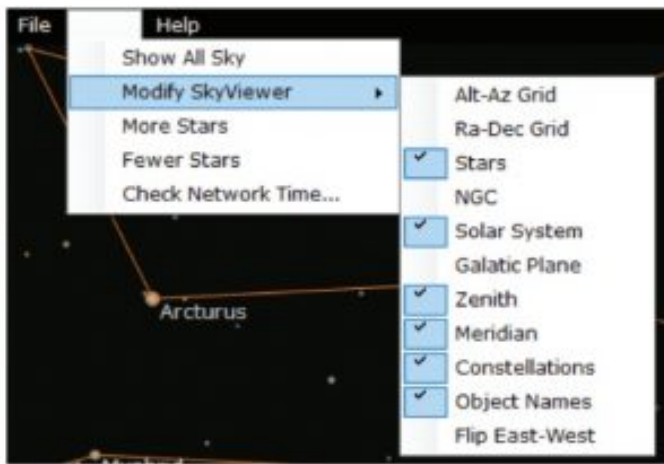 File Help
Show All Sky
Modify SkyViewer
More Stars
Fewer Stars
Check Network Time...
Alt-Az Grid
Ra-Dec Grid
Stars
NGC
Solar System
Galatic Plane
Zenith
Meridian
Constellations
Object Names
Flip East-West
Arcturus